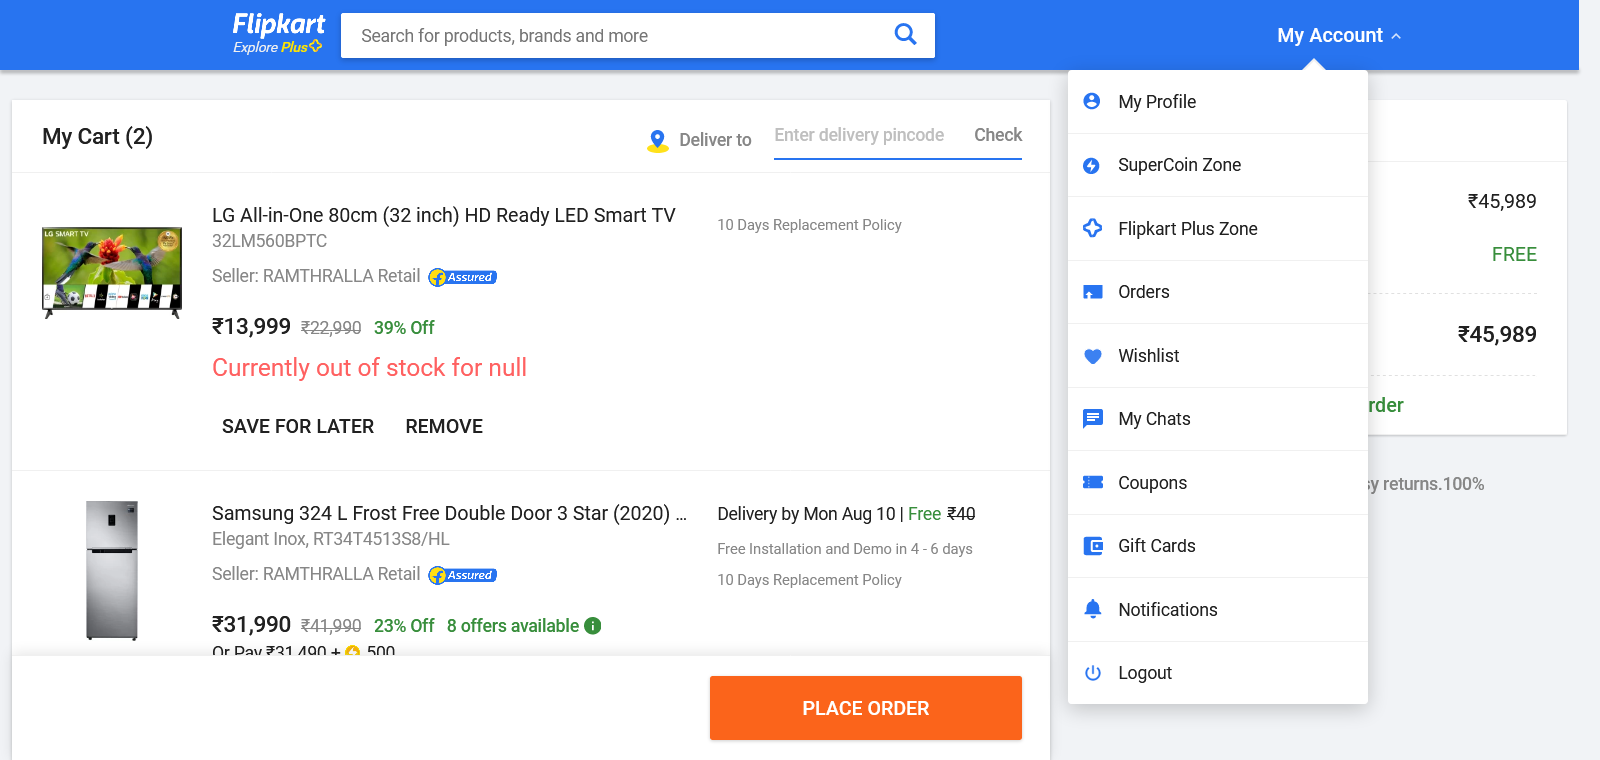 Flipkart
Explore Plus
Search for products, brands and more
My Account
My Cart (2)
Deliver to
Enter delivery pincode
Check
LG All-in-One 80cm (32 inch) HD Ready LED Smart TV
32LM560BPTC
Seller: RAMTHRALLA Retail
Assured
10 Days Replacement Policy
LG SMART TV
₹13,999 ₹22,990 39% Off
Currently out of stock for null
SAVE FOR LATER
REMOVE
Samsung 324 L Frost Free Double Door 3 Star (2020) ...
Elegant Inox, RT34T4513S8/HL
Seller: RAMTHRALLA Retail
Assured
Delivery by Mon Aug 10 | Free ₹40
Free Installation and Demo in 4 - 6 days
10 Days Replacement Policy
₹31,990 ₹41,990 23% Off 8 offers available
Or Pay ₹31,490 + 500
PLACE ORDER
My Profile
SuperCoin Zone
Flipkart Plus Zone
Orders
Wishlist
My Chats
Coupons
Gift Cards
Notifications
Logout
₹45,989
FREE
₹45,989
rder
sy returns.100%